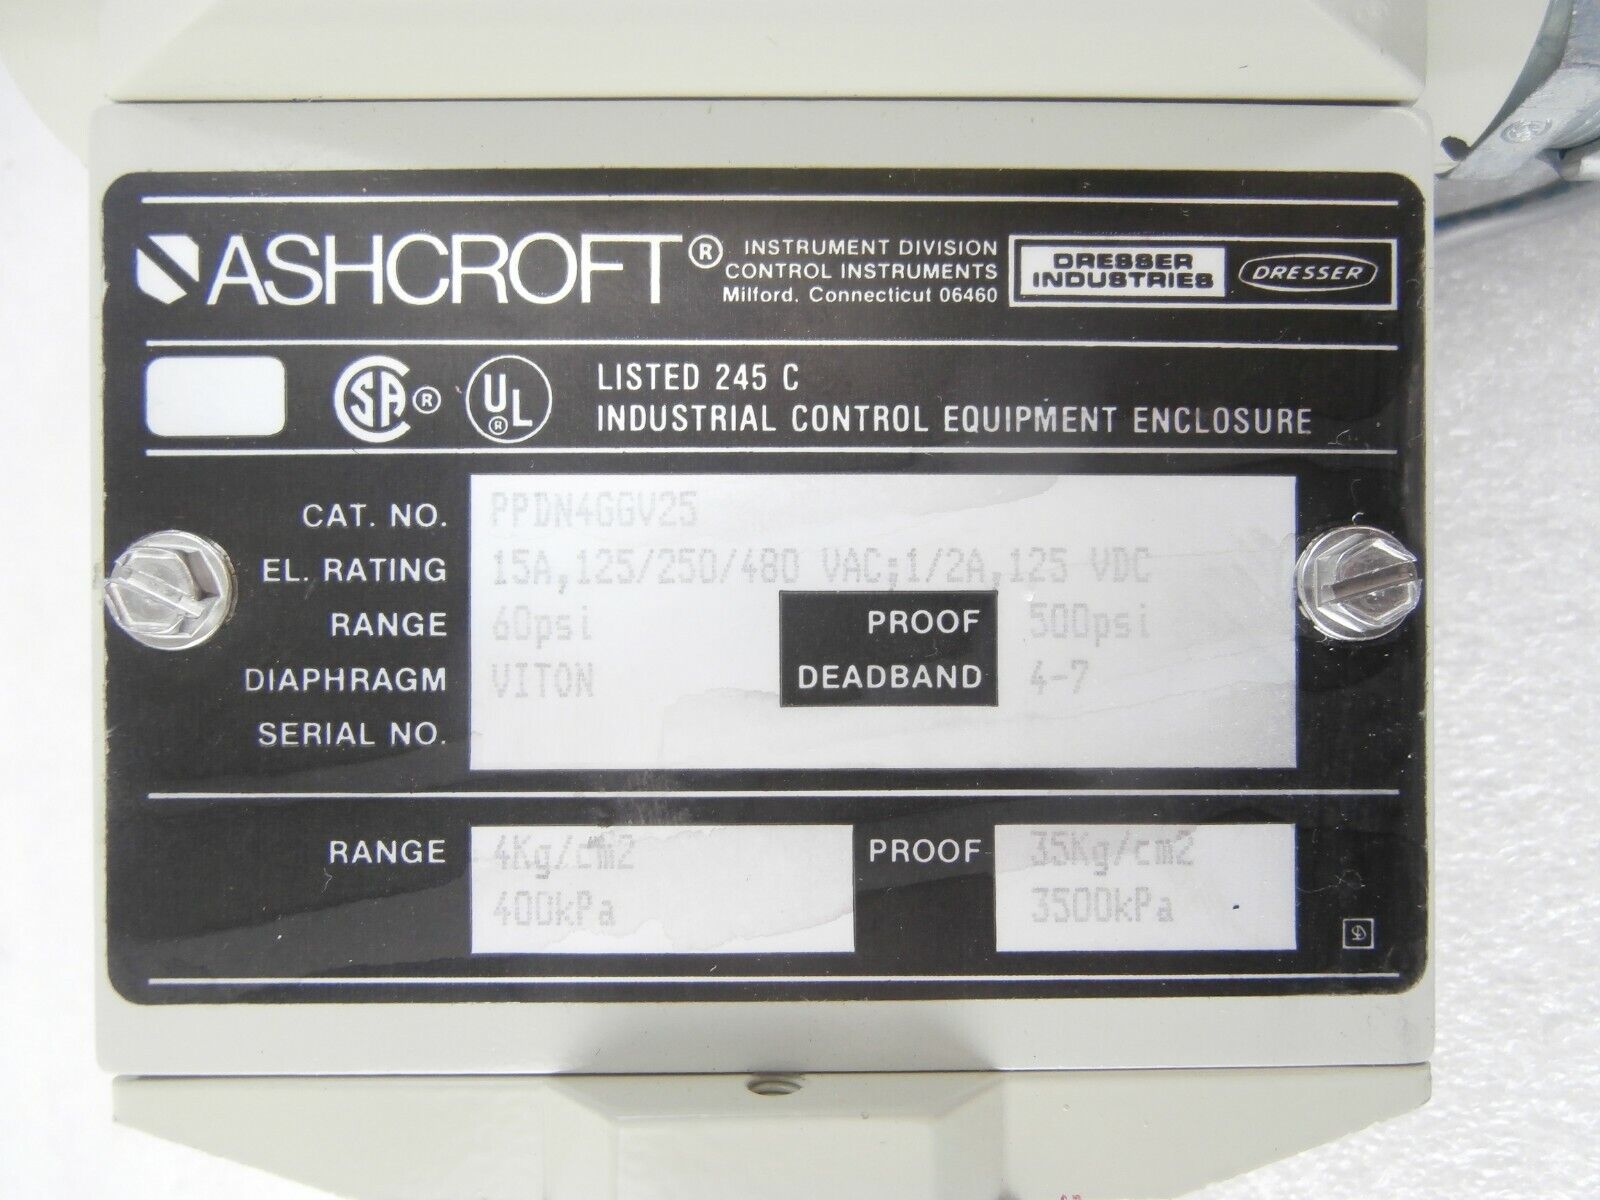 ASHCROFT®
INSTRUMENT DIVISION
CONTROL INSTRUMENTS
Milford, Connecticut 06460
DRESSER
INDUSTRIES
DRESSER
SA ®
UL ®
LISTED 245 C
INDUSTRIAL CONTROL EQUIPMENT ENCLOSURE
CAT. NO. PPDN4GGV25
EL. RATING 15A,125/250/480 VAC;1/2A,125 VDC
RANGE 60psi PROOF 500psi
DIAPHRAGM VITON DEADBAND 4-7
SERIAL NO.
RANGE 4Kg/cm2 PROOF 35Kg/cm2
400kPa 3500kPa